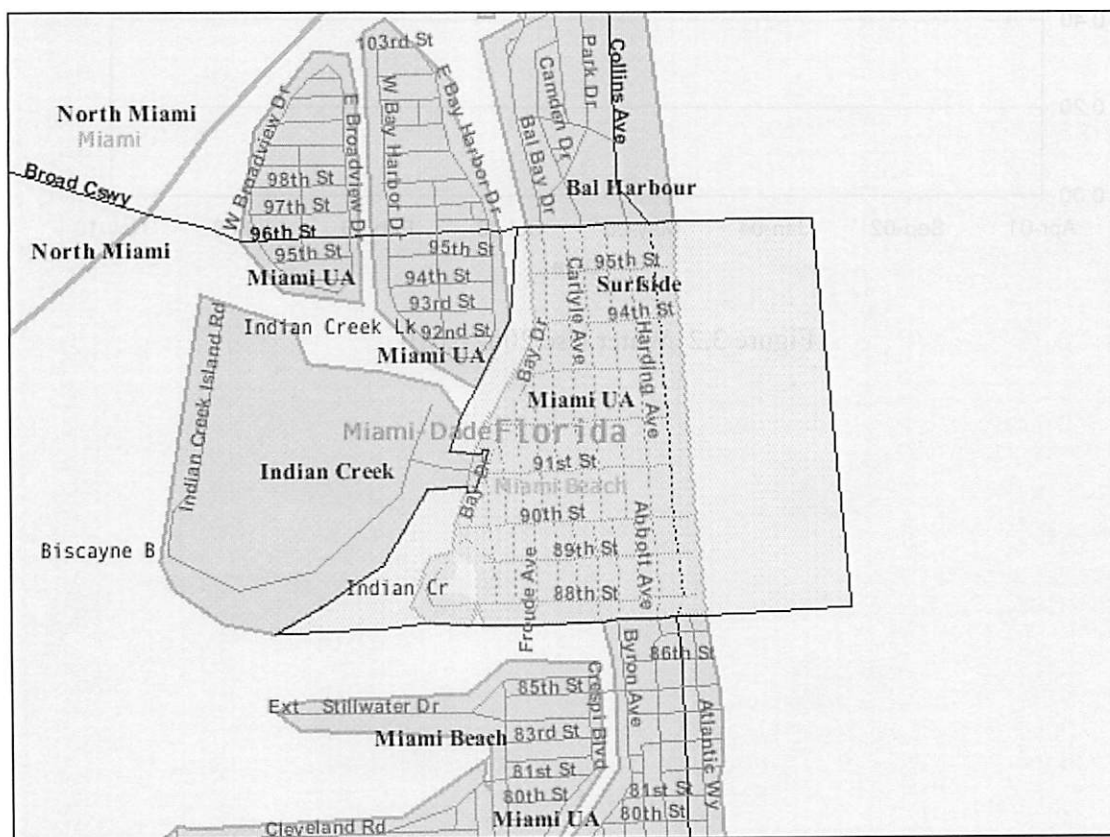 103rd St
Park Dr
Collins Ave
Camden Dr
Bal Bay Dr
E Bay Harbor Dr
W Bay Harbor Dr
E Broadview Dr
W Broadview Dr
North Miami
Miami
Broad Cswy
98th St
97th St
96th St
95th St
North Miami
Miami UA
Bal Harbour
95th St
94th St
93rd St
92nd St
Miami UA
95th St
Surfside
94th St
Carlyle Ave
Harding Ave
Bay Dr
Indian Creek Lk
Indian Creek Island Rd
Miami UA
Miami-Dade
Florida
Indian Creek
91st St
Miami Beach
Bay Dr
90th St
Abbott Ave
Biscayne B
89th St
Indian Cr
88th St
Froude Ave
Byron Ave
86th St
85th St
Crespi Blvd
Ext Stillwater Dr
Atlantic Wy
Miami Beach
83rd St
81st St
80th St
81st St
80th St
Miami UA
Cleveland Rd